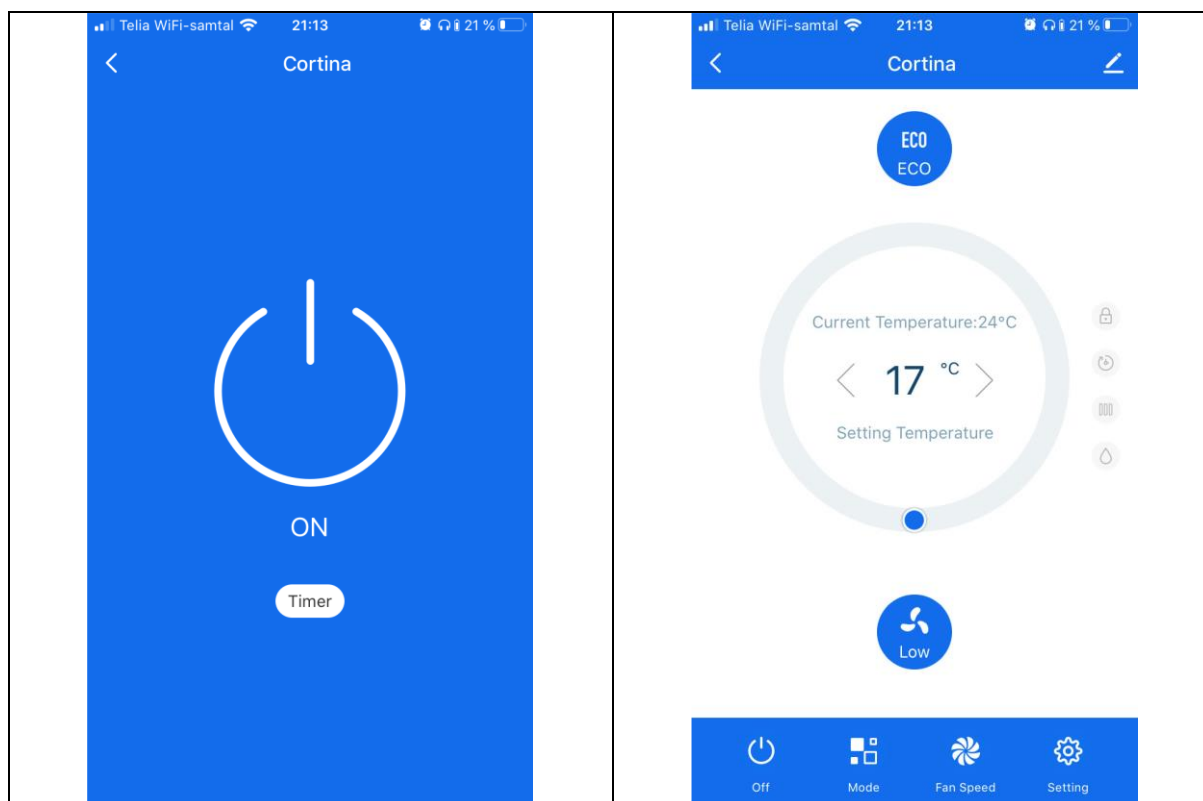 Telia WiFi-samtal 21:13 21 %
Cortina
ON
Timer
Telia WiFi-samtal 21:13 21 %
Cortina
ECO
ECO
Current Temperature:24°C
17 °C
Setting Temperature
Low
Off Mode Fan Speed Setting